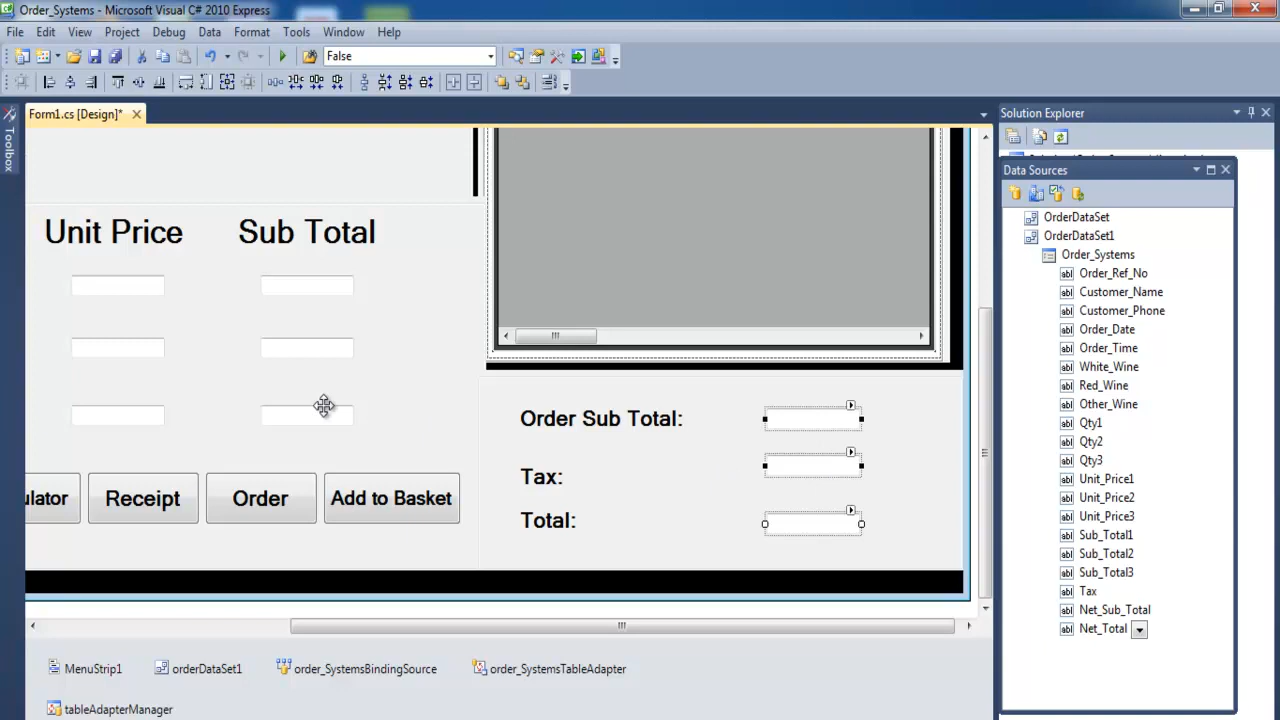 Order_Systems - Microsoft Visual C# 2010 Express
File Edit View Project Debug Data Format Tools Window Help
False
Form1.cs [Design]*
Toolbox
Unit Price Sub Total
Order Sub Total:
Tax:
Total:
ulator Receipt Order Add to Basket
MenuStrip1 orderDataSet1 order_SystemsBindingSource order_SystemsTableAdapter
tableAdapterManager
Solution Explorer
Data Sources
OrderDataSet
OrderDataSet1
Order_Systems
Order_Ref_No
Customer_Name
Customer_Phone
Order_Date
Order_Time
White_Wine
Red_Wine
Other_Wine
Qty1
Qty2
Qty3
Unit_Price1
Unit_Price2
Unit_Price3
Sub_Total1
Sub_Total2
Sub_Total3
Tax
Net_Sub_Total
Net_Total